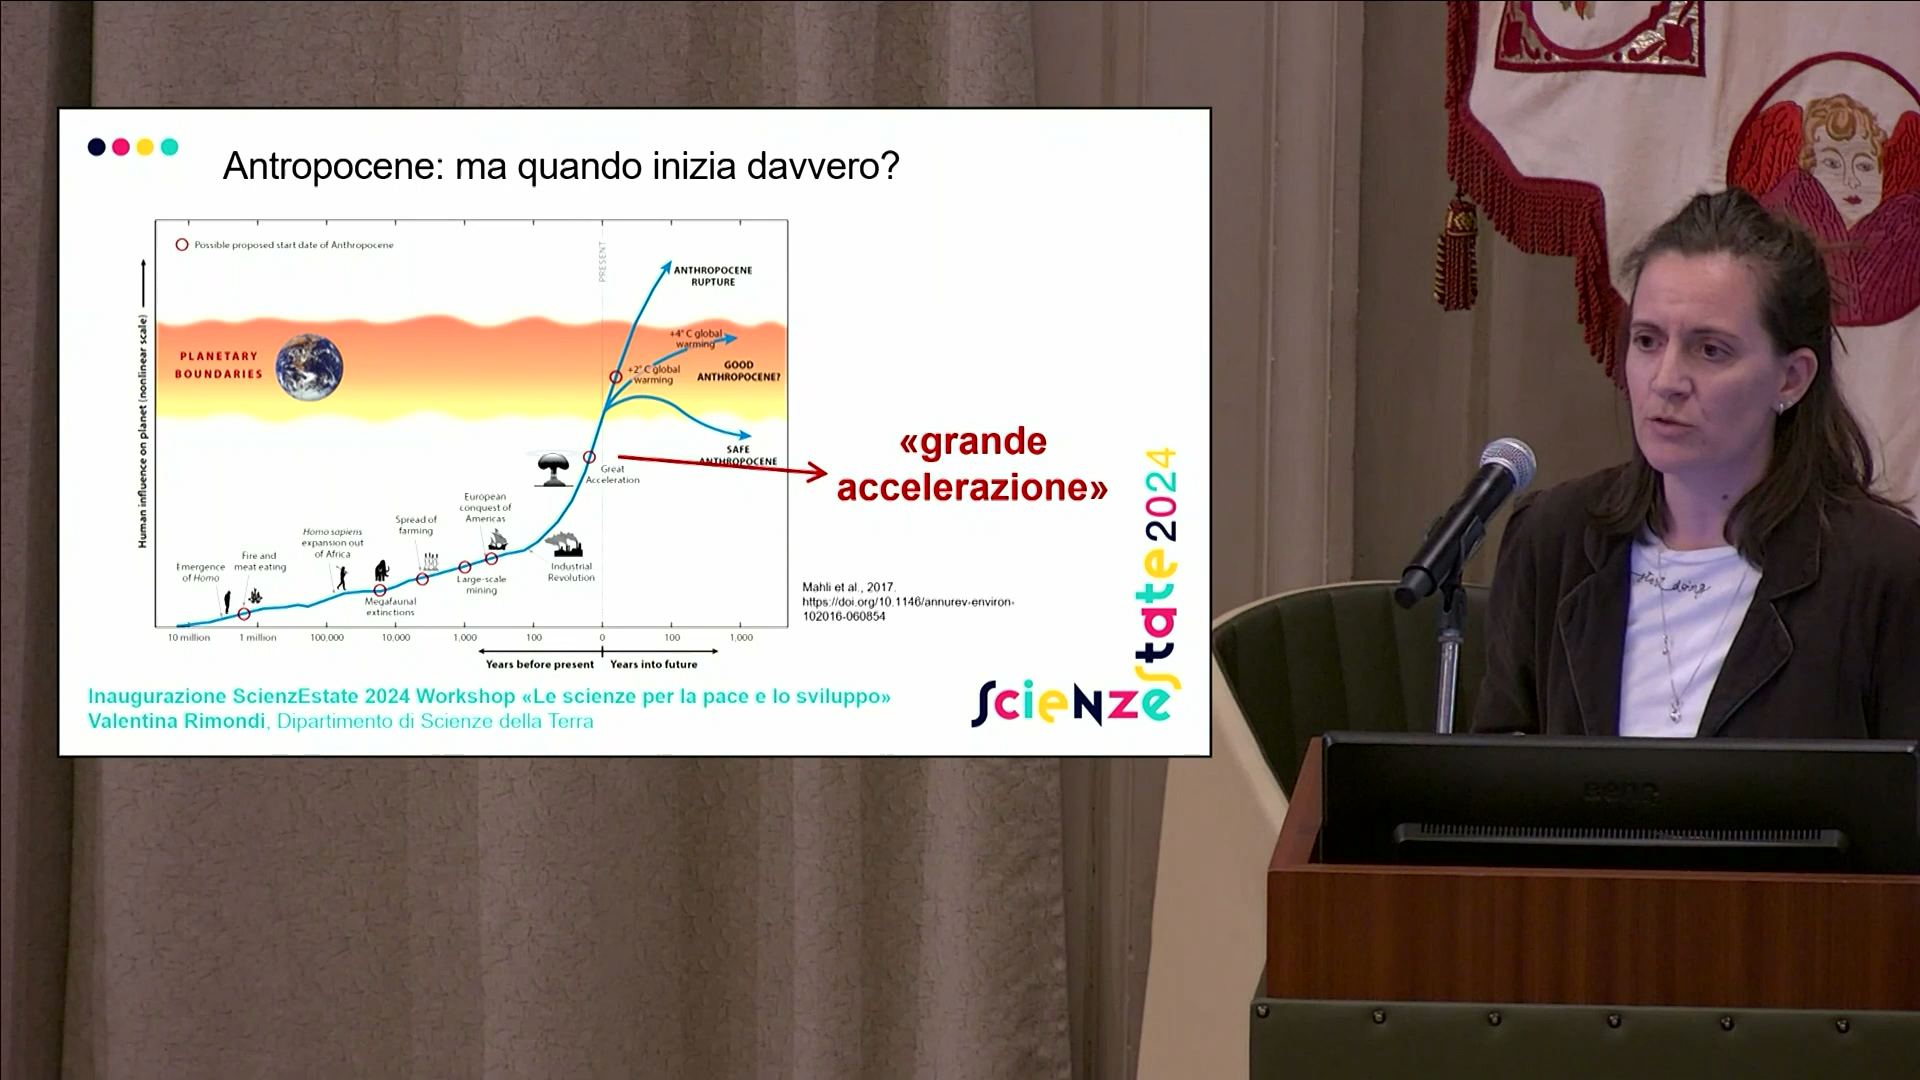 Antropocene: ma quando inizia davvero?
Possible proposed start date of Anthropocene
PRESENT
ANTHROPOCENE
RUPTURE
+4° C global
warming
+2° C global
warming
GOOD
ANTHROPOCENE?
PLANETARY
BOUNDARIES
SAFE
ANTHROPOCENE
Great
Acceleration
«grande
accelerazione»
European
conquest of
Americas
Spread of
farming
Homo sapiens
expansion out
of Africa
Fire and
meat eating
Emergence
of Homo
Megafaunal
extinctions
Large-scale
mining
Industrial
Revolution
Human influence on planet (nonlinear scale)
10 million 1 million 100,000 10,000 1,000 100 0 100 1,000
Years before present Years into future
Mahli et al., 2017.
https://doi.org/10.1146/annurev-environ-
102016-060854
Inaugurazione ScienzEstate 2024 Workshop «Le scienze per la pace e lo sviluppo»
Valentina Rimondi, Dipartimento di Scienze della Terra
ScieNze
State2024